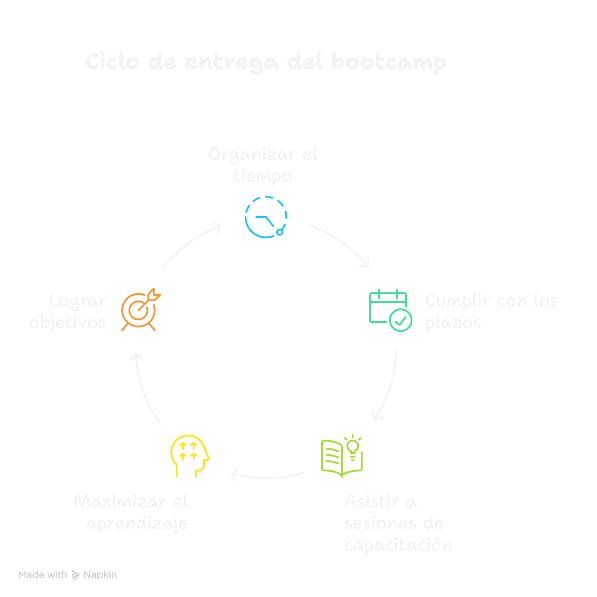 Ciclo de entrega del bootcamp
Organizar el
tiempo
Lograr
objetivos
Cumplir con los
plazos
Maximizar el
aprendizaje
Asistir a
sesiones de
capacitación
Made with Napkin